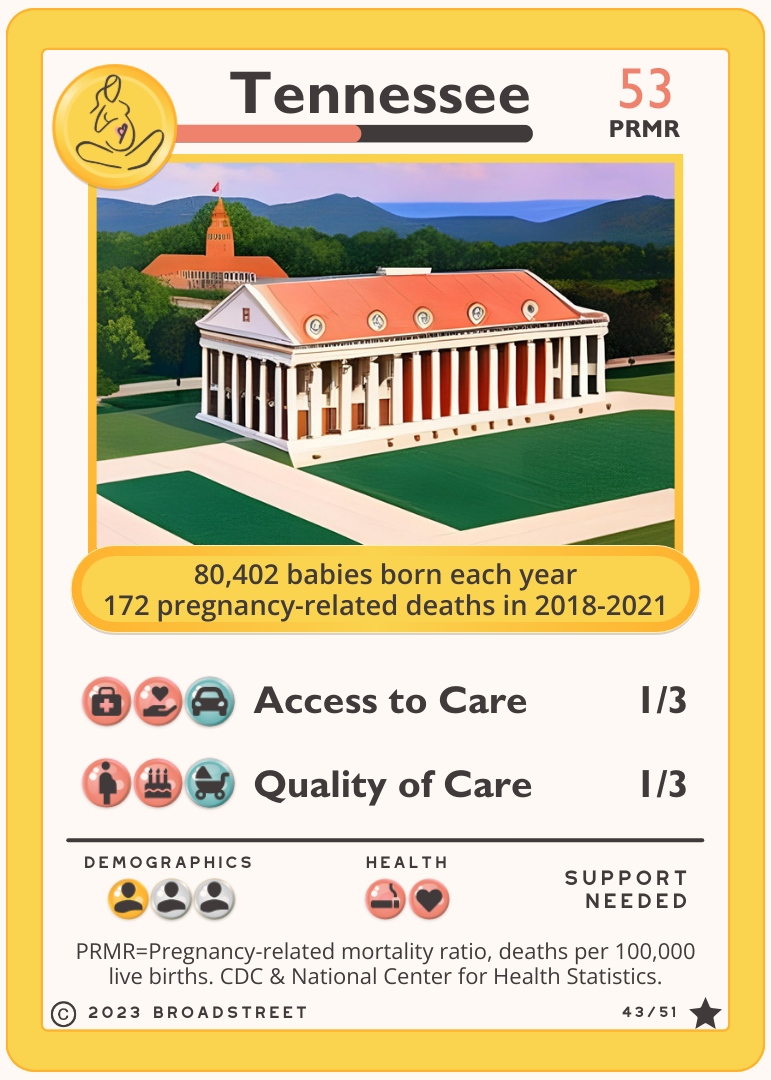 Tennessee
53
PRMR
80,402 babies born each year
172 pregnancy-related deaths in 2018-2021
Access to Care 1/3
Quality of Care 1/3
DEMOGRAPHICS
HEALTH
SUPPORT
NEEDED
PRMR=Pregnancy-related mortality ratio, deaths per 100,000
live births. CDC & National Center for Health Statistics.
© 2023 BROADSTREET
43/51